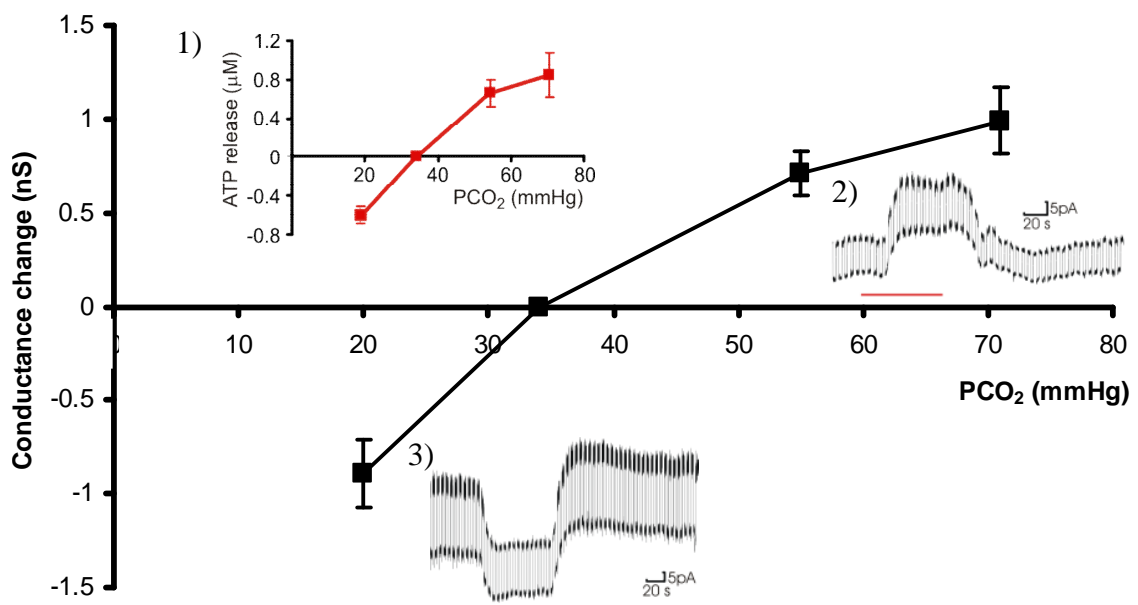 1.5
1
0.5
0
-0.5
-1
-1.5
Conductance change (nS)
0 10 20 30 40 50 60 70 80
PCO₂ (mmHg)
1)
1.2
0.8
0.4
0
-0.4
-0.8
ATP release (μM)
20 40 60 80
PCO₂ (mmHg)
2)
5pA
20 s
3)
5pA
20 s